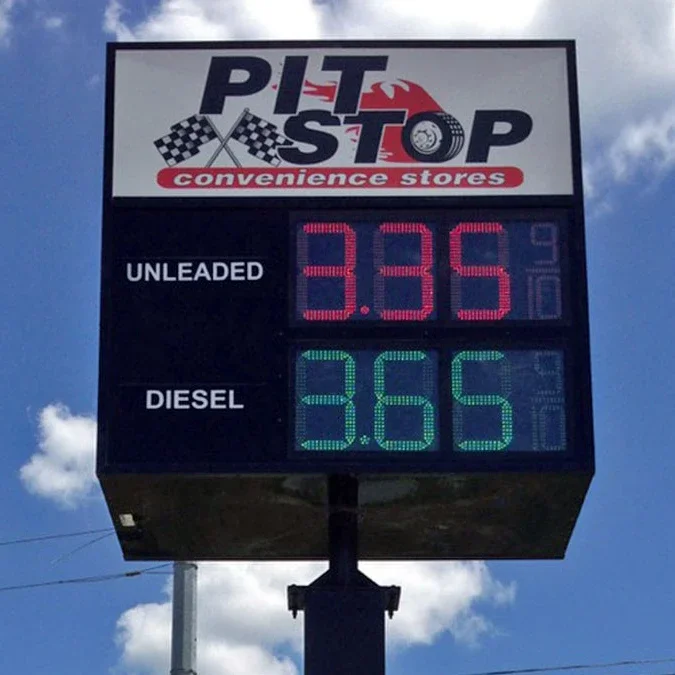 PIT
STOP
convenience stores
UNLEADED 3.35 9/10
DIESEL 3.65 9/10